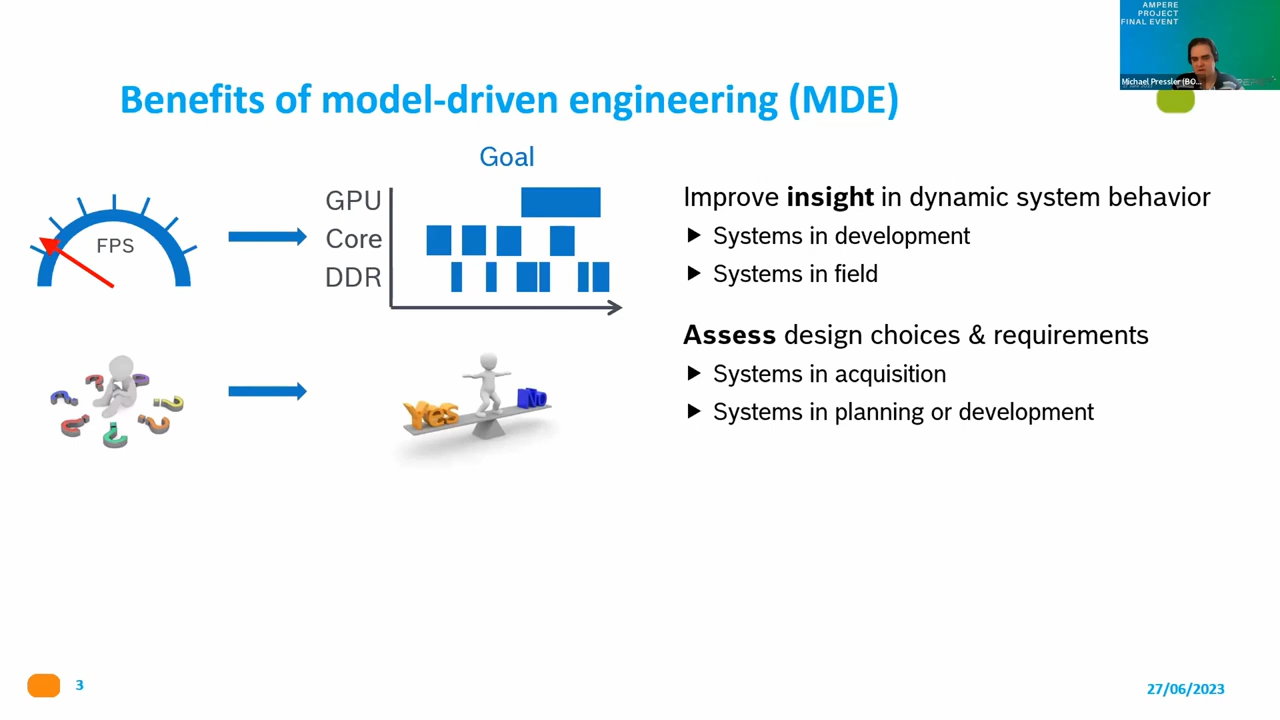 AMPERE
PROJECT
FINAL EVENT
Michael Pressler (BO...
Benefits of model-driven engineering (MDE)
Goal
FPS
GPU
Core
DDR
Improve insight in dynamic system behavior
Systems in development
Systems in field
Yes
No
Assess design choices & requirements
Systems in acquisition
Systems in planning or development
3
27/06/2023